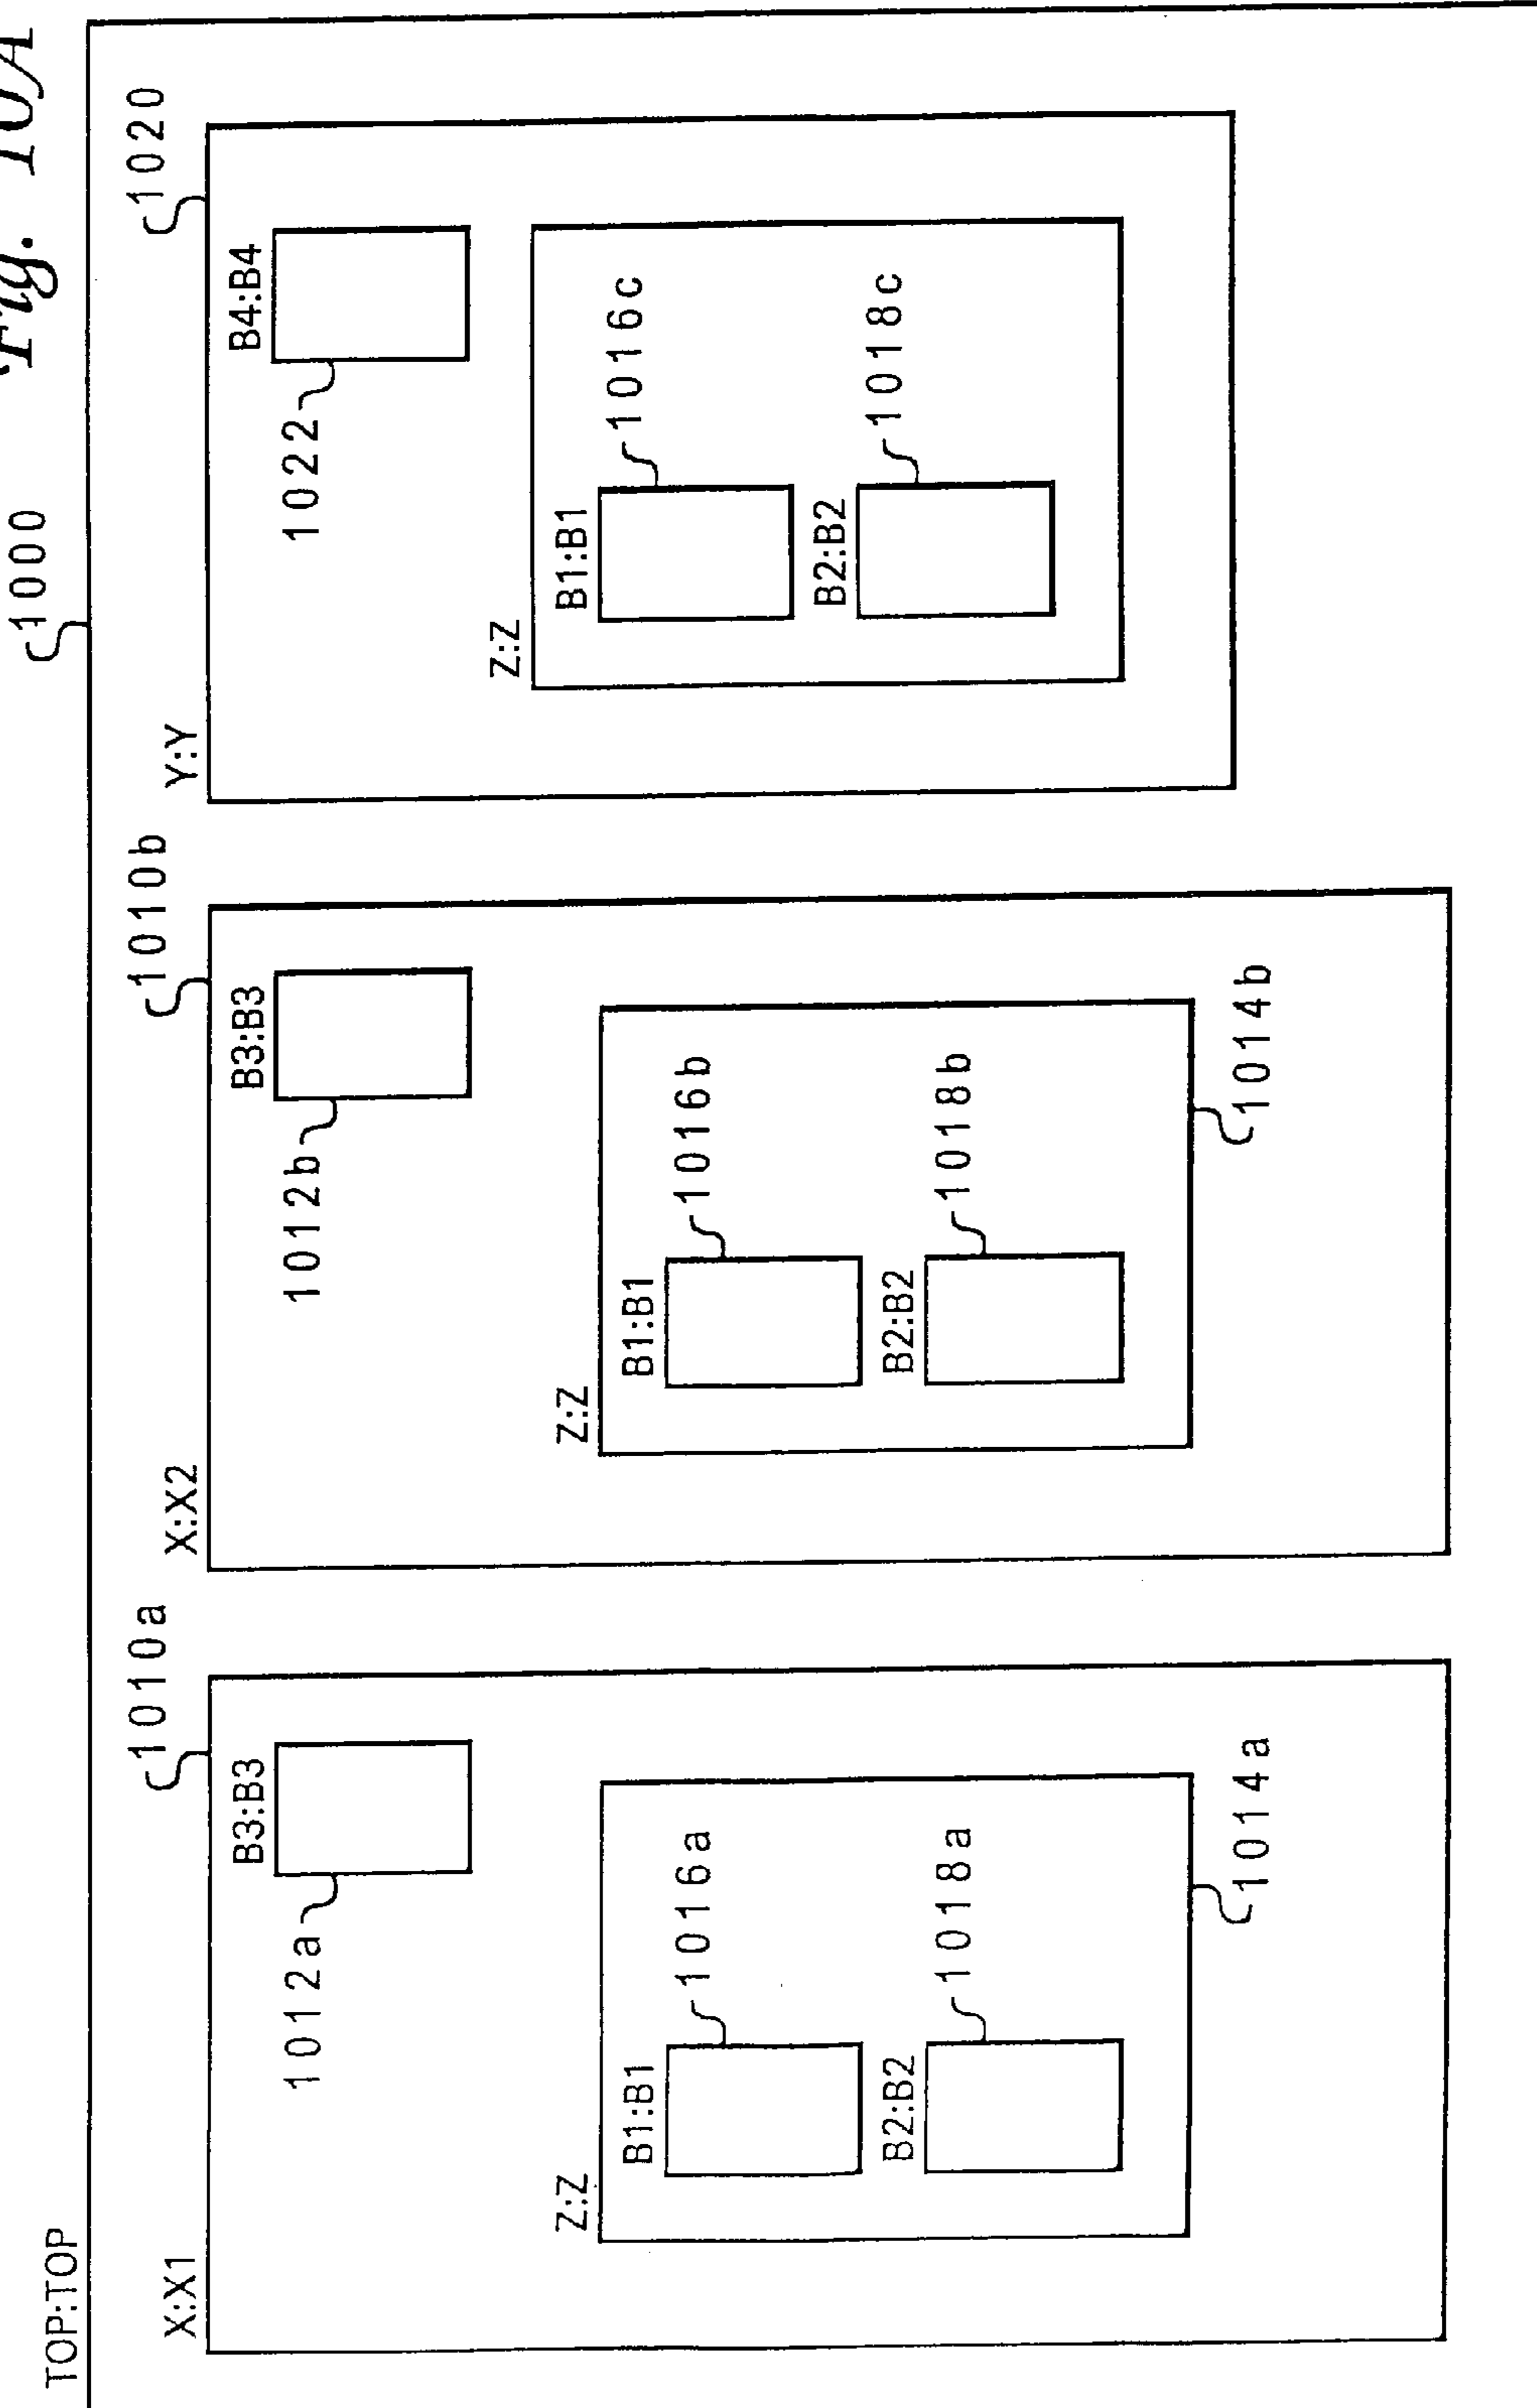 Fig. 10A
1000
TOP:TOP
X:X1
1010a
B3:B3
1012a
Z:Z
B1:B1
1016a
B2:B2
1018a
1014a
X:X2
1010b
B3:B3
1012b
Z:Z
B1:B1
1016b
B2:B2
1018b
1014b
Y:Y
1020
B4:B4
1022
Z:Z
B1:B1
1016c
B2:B2
1018c